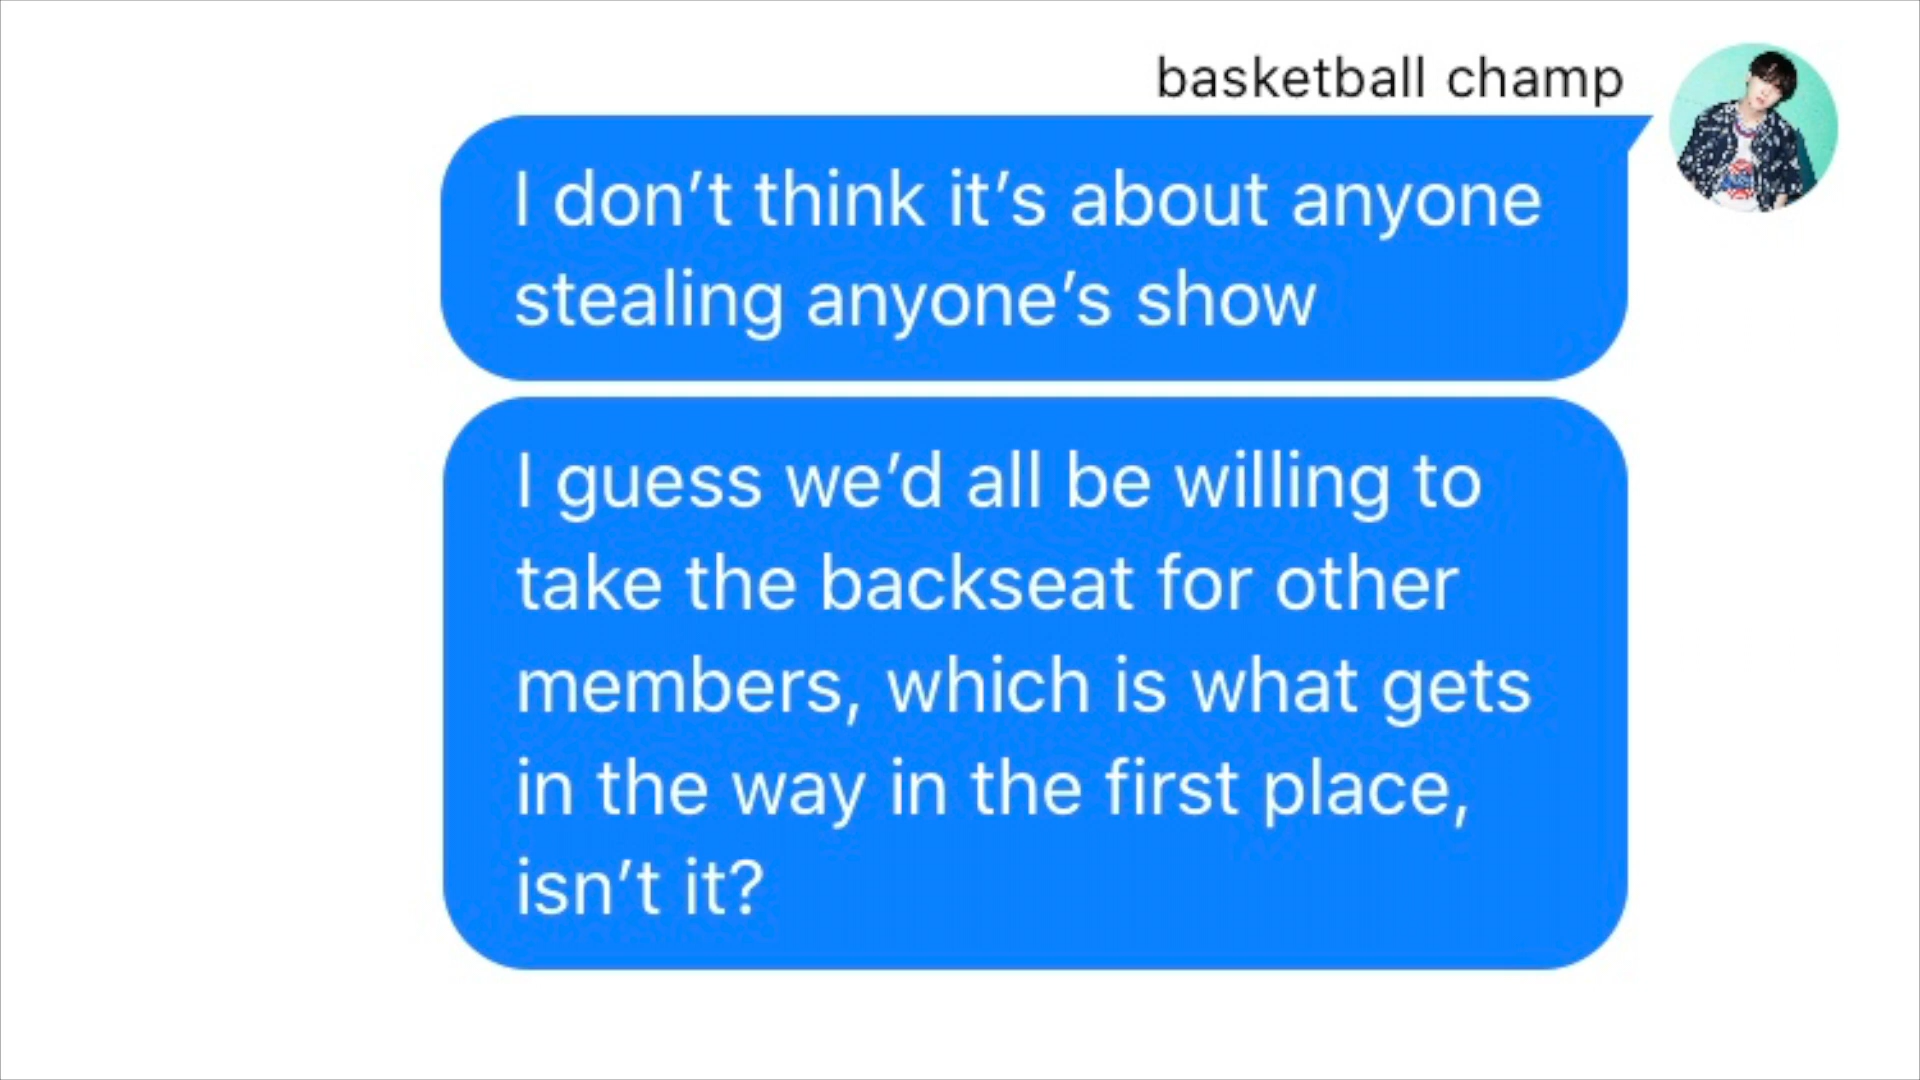 basketball champ
I don’t think it’s about anyone
stealing anyone’s show
I guess we’d all be willing to
take the backseat for other
members, which is what gets
in the way in the first place,
isn’t it?